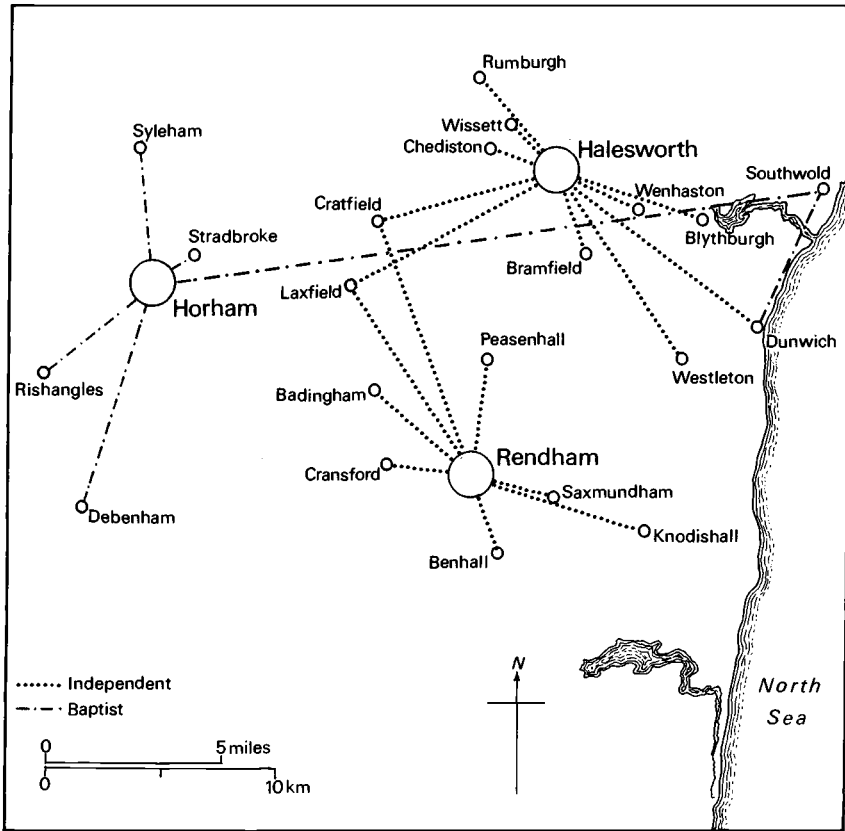 Rumburgh
Syleham
Wissett
Chediston
Halesworth
Southwold
Wenhaston
Cratfield
Blythburgh
Stradbroke
Bramfield
Laxfield
Horham
Dunwich
Peasenhall
Westleton
Rishangles
Badingham
Rendham
Cransford
Saxmundham
Debenham
Knodishall
Benhall
N
Independent
Baptist
North
Sea
0 5 miles
0 10 km